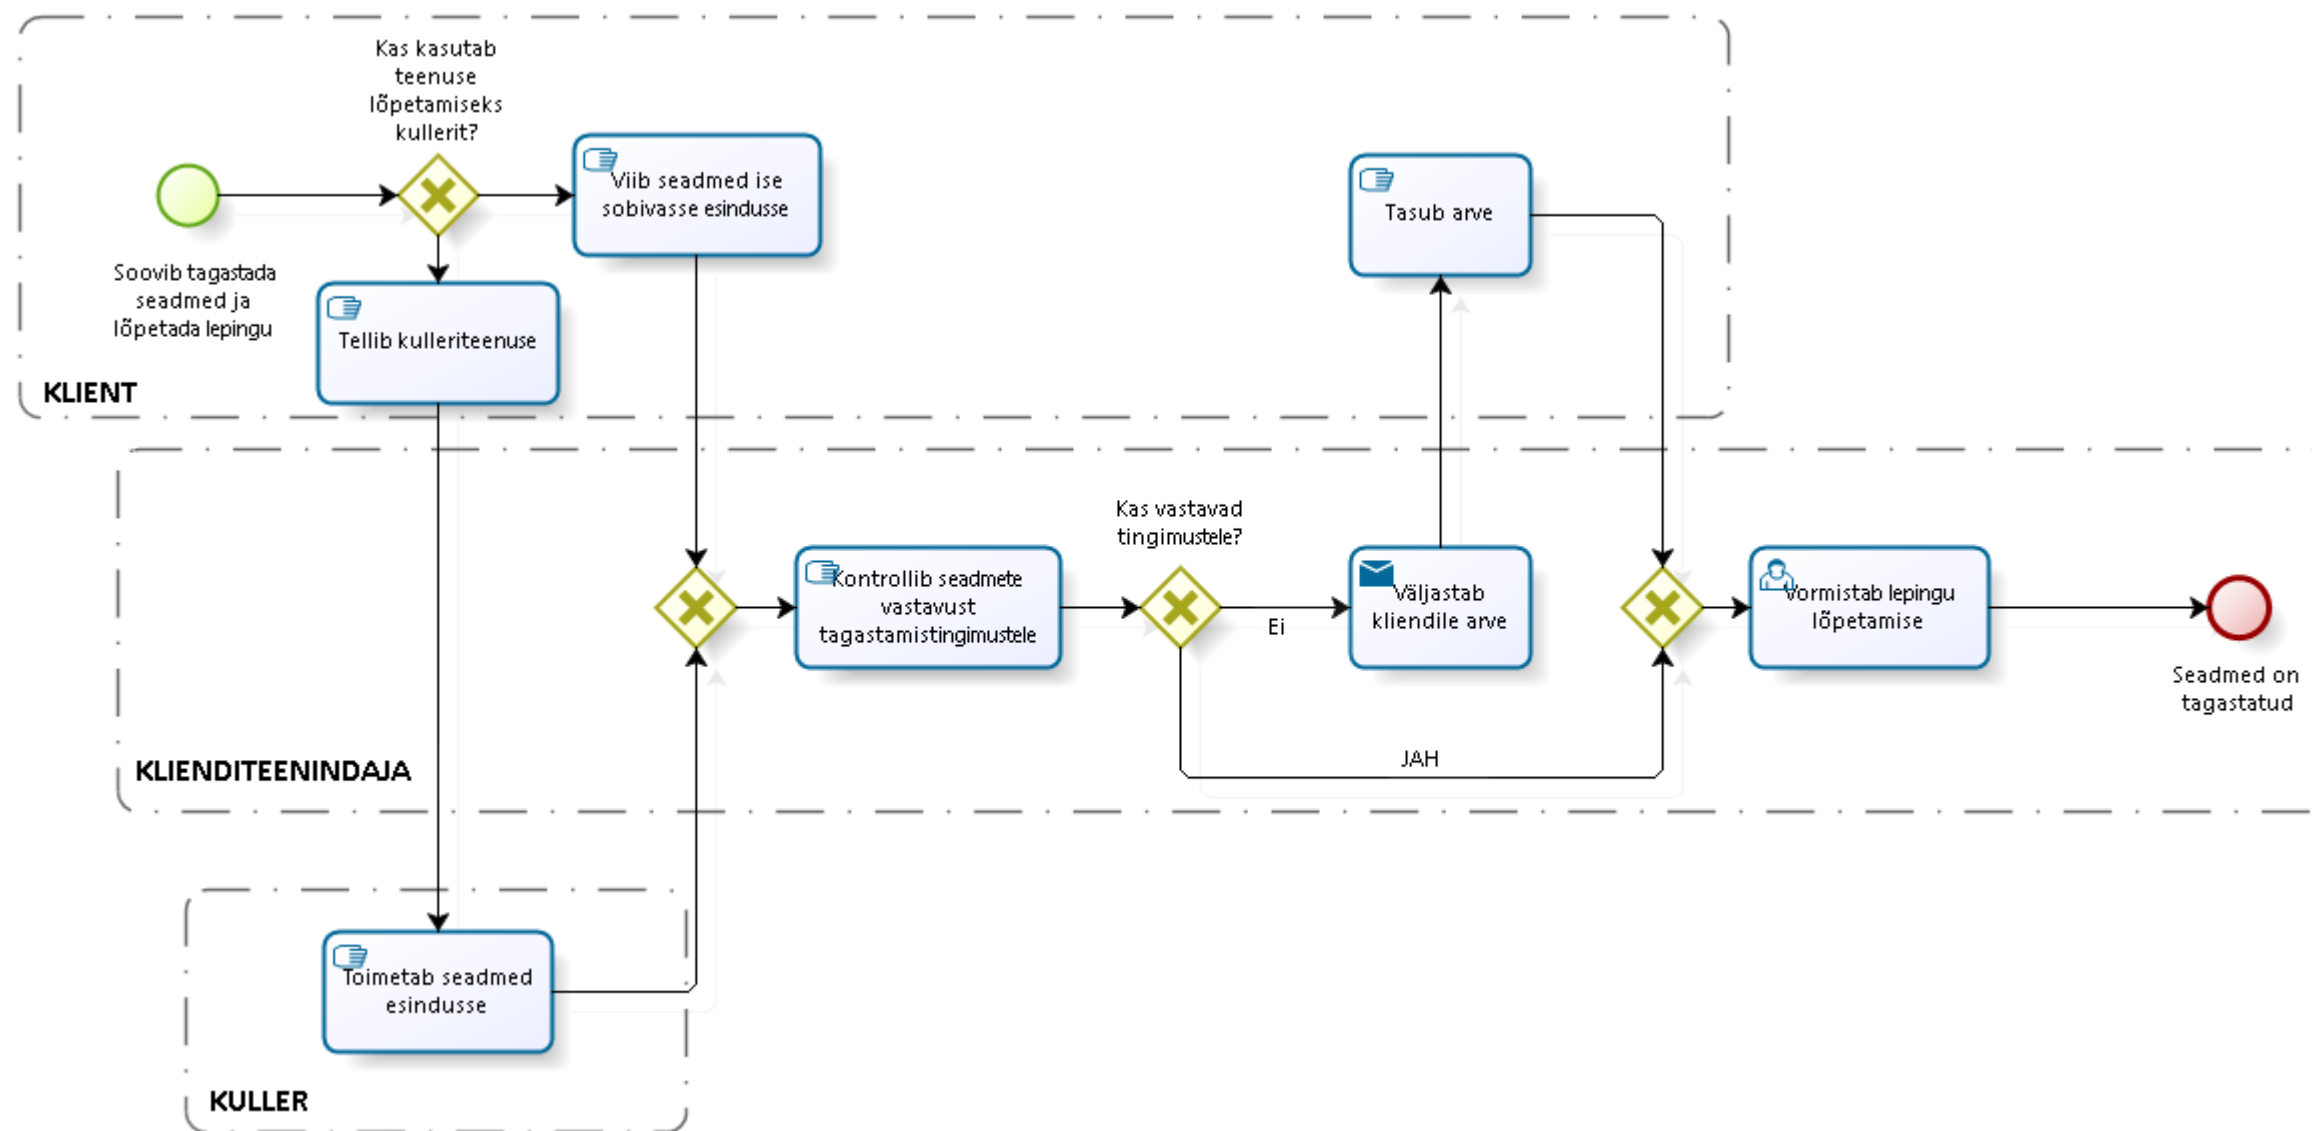 Kas kasutab
teenuse
lõpetamiseks
kullerit?
Viib seadmed ise
sobivasse esindusse
Tasub arve
Soovib tagastada
seadmed ja
lõpetada lepingu
Tellib kulleriteenuse
KLIENT
Kas vastavad
tingimustele?
Kontrollib seadmete
vastavust
tagastamistingimustele
Ei
Väljastab
kliendile arve
Vormistab lepingu
lõpetamise
Seadmed on
tagastatud
JAH
KLIENDITEENINDAJA
Toimetab seadmed
esindusse
KULLER